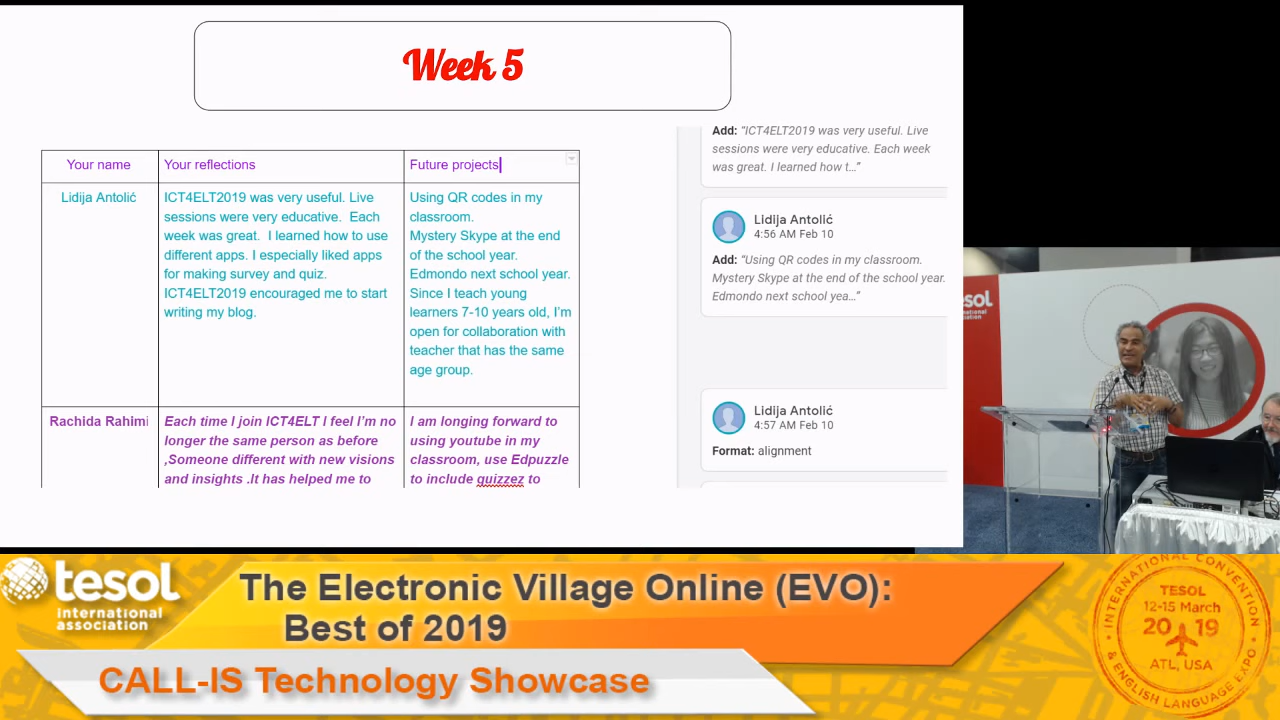 Week 5
Your name
Your reflections
Future projects
Lidija Antolić
ICT4ELT2019 was very useful. Live
sessions were very educative. Each
week was great. I learned how to use
different apps. I especially liked apps
for making survey and quiz.
ICT4ELT2019 encouraged me to start
writing my blog.
Using QR codes in my
classroom.
Mystery Skype at the end
of the school year.
Edmondo next school year.
Since I teach young
learners 7-10 years old, I'm
open for collaboration with
teacher that has the same
age group.
Rachida Rahimi
Each time I join ICT4ELT I feel I'm no
longer the same person as before
,Someone different with new visions
and insights .It has helped me to
I am longing forward to
using youtube in my
classroom, use Edpuzzle
to include quizzez to
Add: "ICT4ELT2019 was very useful. Live
sessions were very educative. Each week
was great. I learned how t..."
Lidija Antolić
4:56 AM Feb 10
Add: "Using QR codes in my classroom.
Mystery Skype at the end of the school year.
Edmondo next school yea..."
Lidija Antolić
4:57 AM Feb 10
Format: alignment
tesol
international
association
The Electronic Village Online (EVO):
Best of 2019
CALL-IS Technology Showcase
INTERNATIONAL CONVENTION
TESOL
12-15 March
2019
ATL, USA
& ENGLISH LANGUAGE EXPO